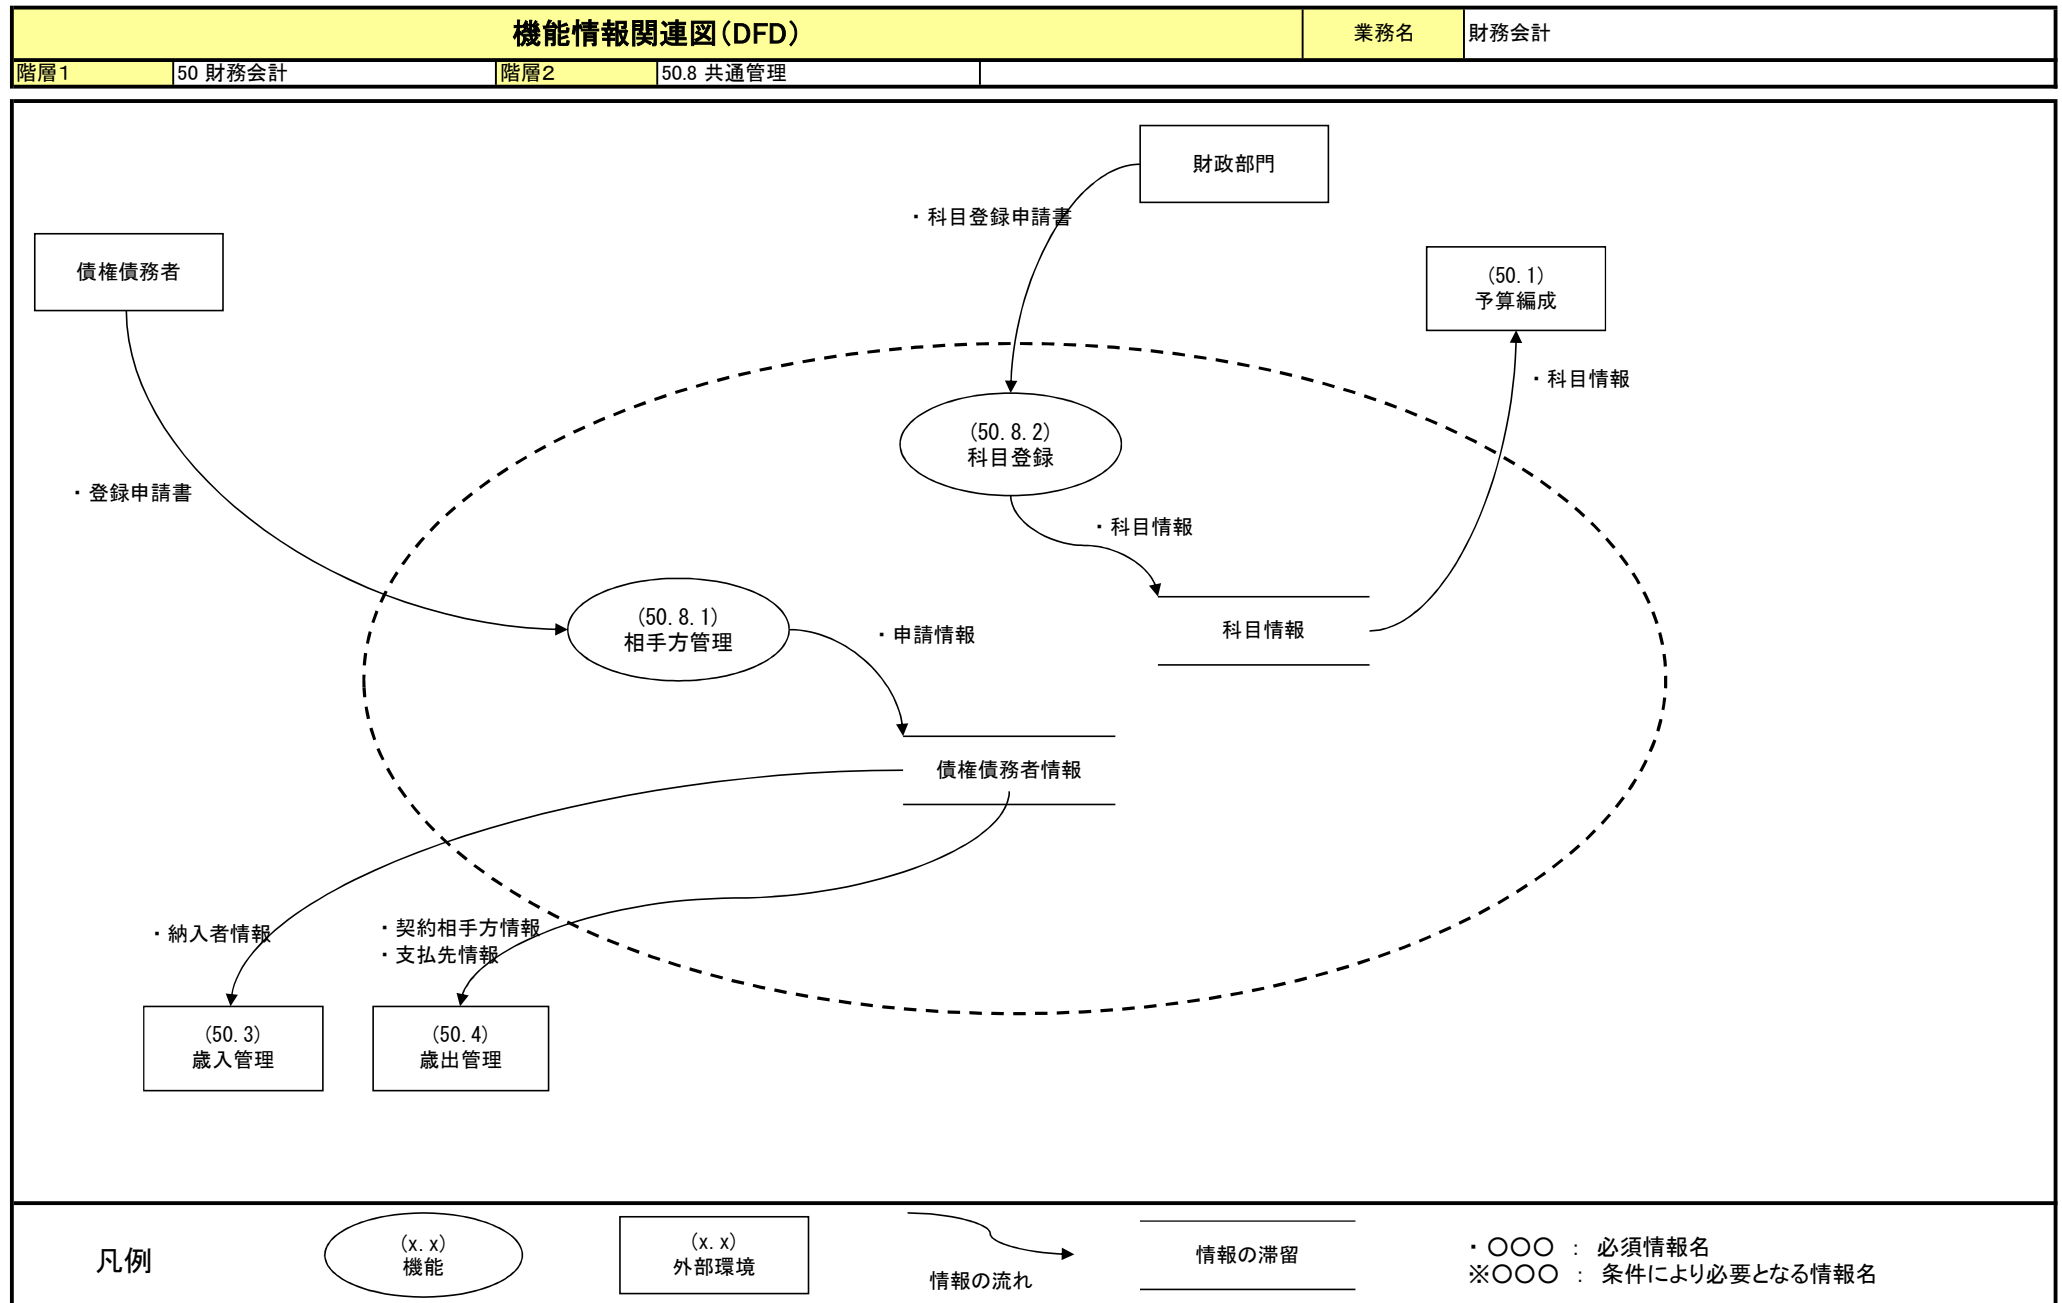 機能情報関連図(DFD)
業務名
財務会計
階層1
50 財務会計
階層2
50.8 共通管理
財政部門
・科目登録申請書
債権債務者
(50.1)
予算編成
・科目情報
(50.8.2)
科目登録
・登録申請書
・科目情報
(50.8.1)
相手方管理
・申請情報
科目情報
債権債務者情報
・納入者情報
・契約相手方情報
・支払先情報
(50.3)
歳入管理
(50.4)
歳出管理
凡例
(x.x)
機能
(x.x)
外部環境
情報の流れ
情報の滞留
・〇〇〇 : 必須情報名
※〇〇〇 : 条件により必要となる情報名